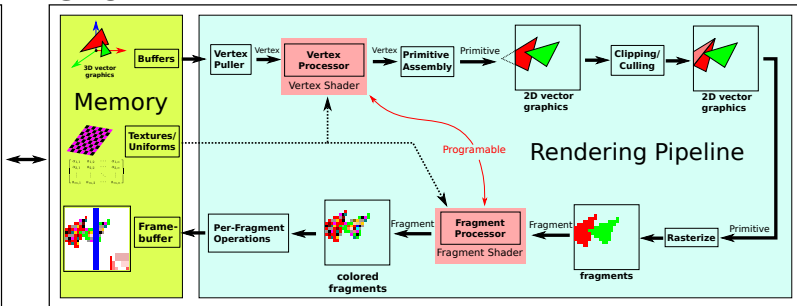 3D vector
graphics
Buffers
Vertex
Puller
Vertex
Vertex
Processor
Vertex Shader
Vertex
Primitive
Assembly
Primitive
2D vector
graphics
Clipping/
Culling
2D vector
graphics
Memory
Textures/
Uniforms
Programable
Rendering Pipeline
Frame-
buffer
Per-Fragment
Operations
colored
fragments
Fragment
Fragment
Processor
Fragment Shader
Fragment
fragments
Rasterize
Primitive